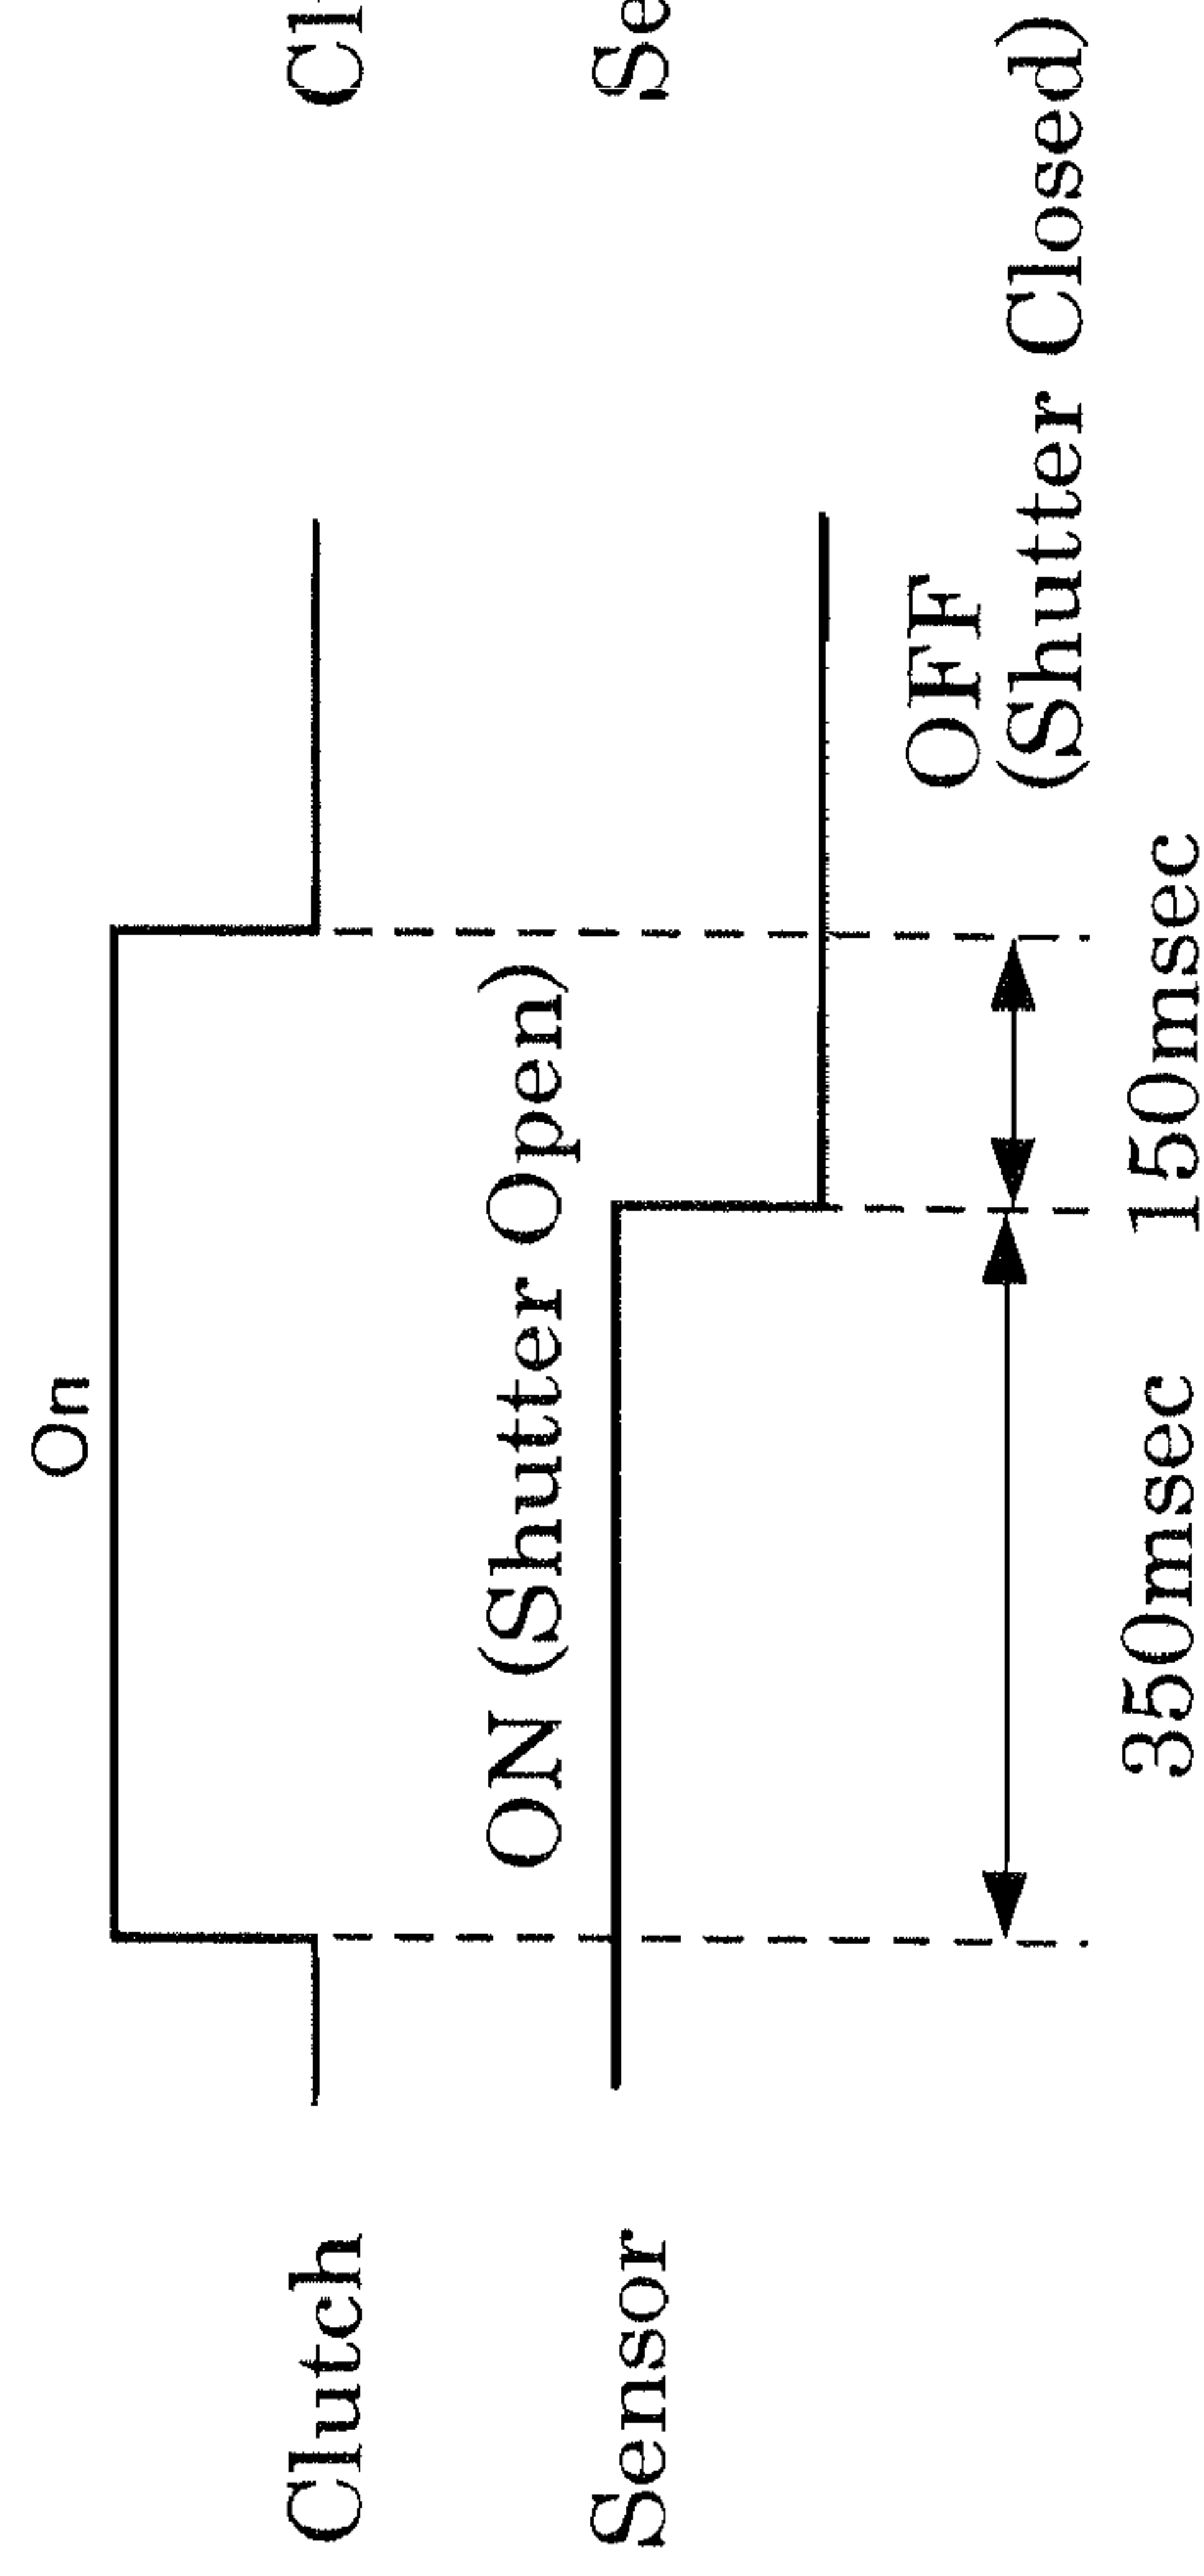 On
Clutch
ON (Shutter Open)
Sensor
OFF
(Shutter Closed)
350msec
150msec